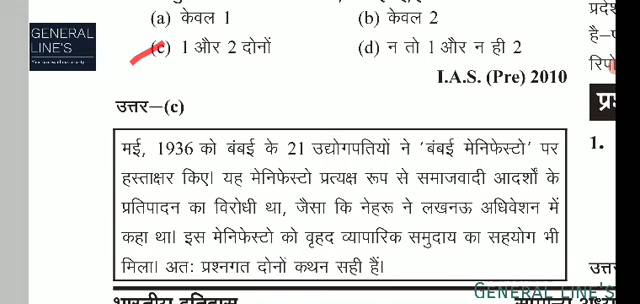 GENERAL
LINE'S
(a) केवल 1 (b) केवल 2
(c) 1 और 2 दोनों (d) न तो 1 और न ही 2
I.A.S. (Pre) 2010
उत्तर—(c)
मई, 1936 को बंबई के 21 उद्योगपतियों ने 'बंबई मेनिफेस्टो' पर
हस्ताक्षर किए। यह मेनिफेस्टो प्रत्यक्ष रूप से समाजवादी आदर्शों के
प्रतिपादन का विरोधी था, जैसा कि नेहरू ने लखनऊ अधिवेशन में
कहा था। इस मेनिफेस्टो को वृहद व्यापारिक समुदाय का सहयोग भी
मिला। अतः प्रश्नगत दोनों कथन सही हैं।
1.
GENERAL LINE'S
भारतीय इतिहास